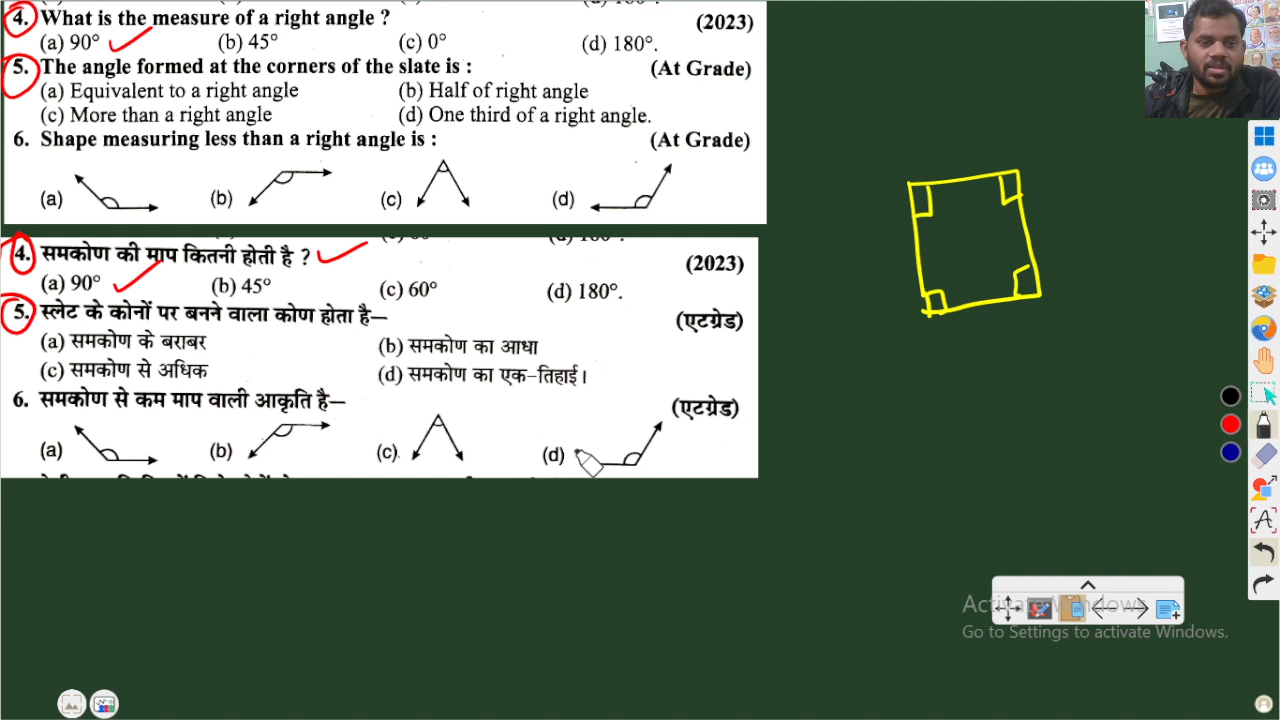 4. What is the measure of a right angle ? (2023)
(a) 90° (b) 45° (c) 0° (d) 180°.
5. The angle formed at the corners of the slate is : (At Grade)
(a) Equivalent to a right angle (b) Half of right angle
(c) More than a right angle (d) One third of a right angle.
6. Shape measuring less than a right angle is : (At Grade)
(a) (b) (c) (d)
4. समकोण की माप कितनी होती है ? (2023)
(a) 90° (b) 45° (c) 60° (d) 180°.
5. स्लेट के कोनों पर बनने वाला कोण होता है— (एटग्रेड)
(a) समकोण के बराबर (b) समकोण का आधा
(c) समकोण से अधिक (d) समकोण का एक-तिहाई।
6. समकोण से कम माप वाली आकृति है— (एटग्रेड)
(a) (b) (c) (d)
Activate Windows
Go to Settings to activate Windows.